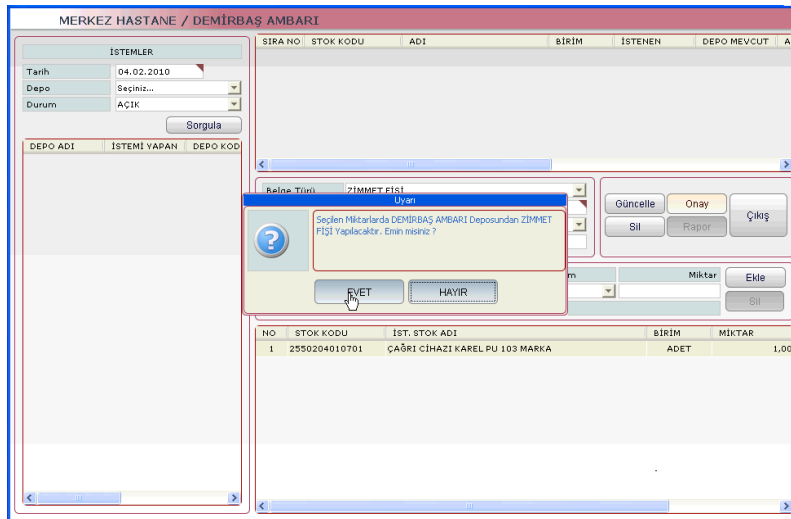 MERKEZ HASTANE / DEMİRBAŞ AMBARI
İSTEMLER
Tarih 04.02.2010
Depo Seçiniz...
Durum AÇIK
Sorgula
DEPO ADI İSTEMİ YAPAN DEPO KOD
SIRA NO STOK KODU ADI BİRİM İSTENEN DEPO MEVCUT A
Belge Türü ZİMMET FİŞİ
Güncelle Onay
Sil Rapor
Çıkış
Uyarı
Seçilen Miktarlarda DEMİRBAŞ AMBARI Deposundan ZİMMET
FİŞİ Yapılacaktır. Emin misiniz ?
EVET HAYIR
m Miktar Ekle
Sil
NO STOK KODU İST. STOK ADI BİRİM MİKTAR
1 2550204010701 ÇAĞRI CİHAZI KAREL PU 103 MARKA ADET 1,00